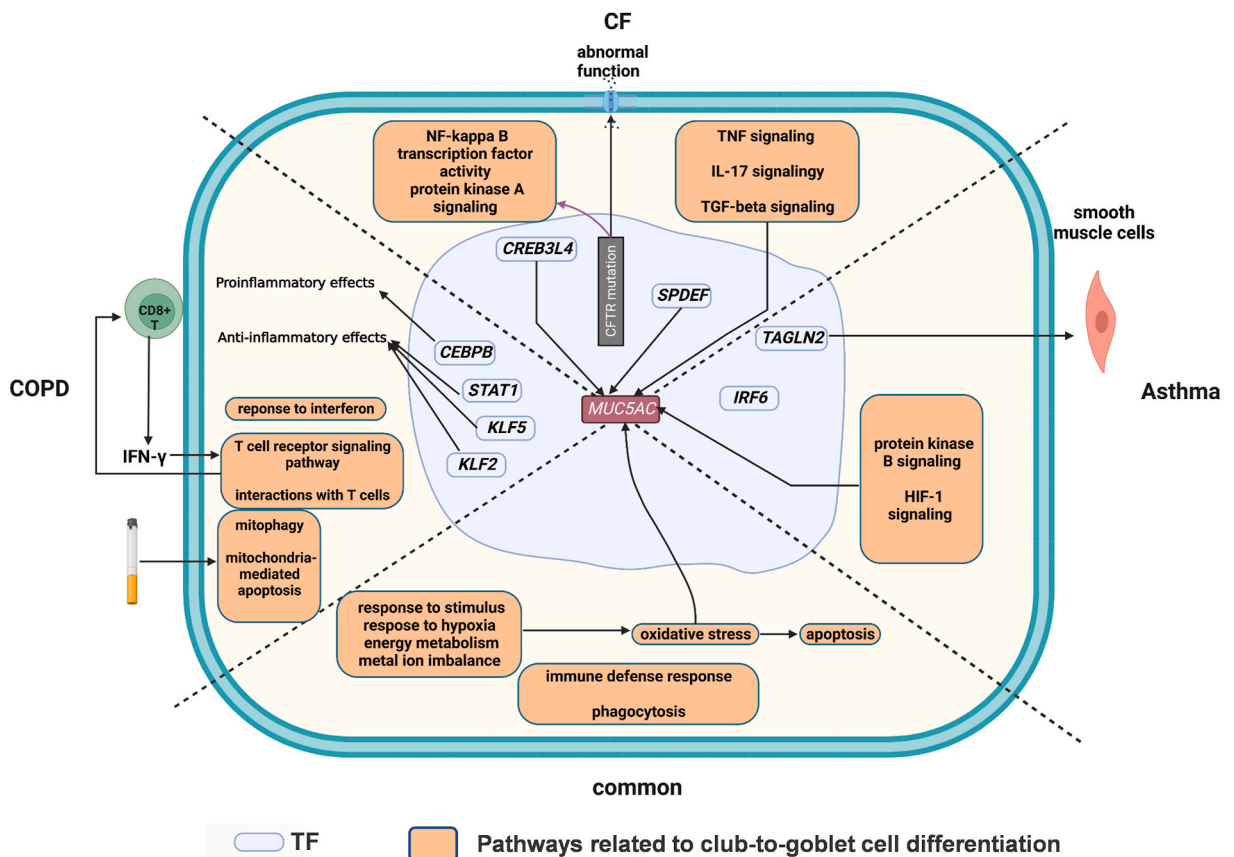 CF
abnormal
function
NF-kappa B
transcription factor
activity
protein kinase A
signaling
TNF signaling
IL-17 signalingy
TGF-beta signaling
smooth
muscle cells
CREB3L4
CFTR mutation
SPDEF
TAGLN2
Proinflammatory effects
Anti-inflammatory effects
CD8+
T
CEBPB
STAT1
KLF5
KLF2
MUC5AC
IRF6
COPD
Asthma
reponse to interferon
IFN-γ
T cell receptor signaling
pathway
interactions with T cells
mitophagy
mitochondria-
mediated
apoptosis
protein kinase
B signaling
HIF-1
signaling
response to stimulus
respose to hypoxia
energy metabolism
metal ion imbalance
oxidative stress
apoptosis
immune defense response
phagocytosis
common
TF
Pathways related to club-to-goblet cell differentiation